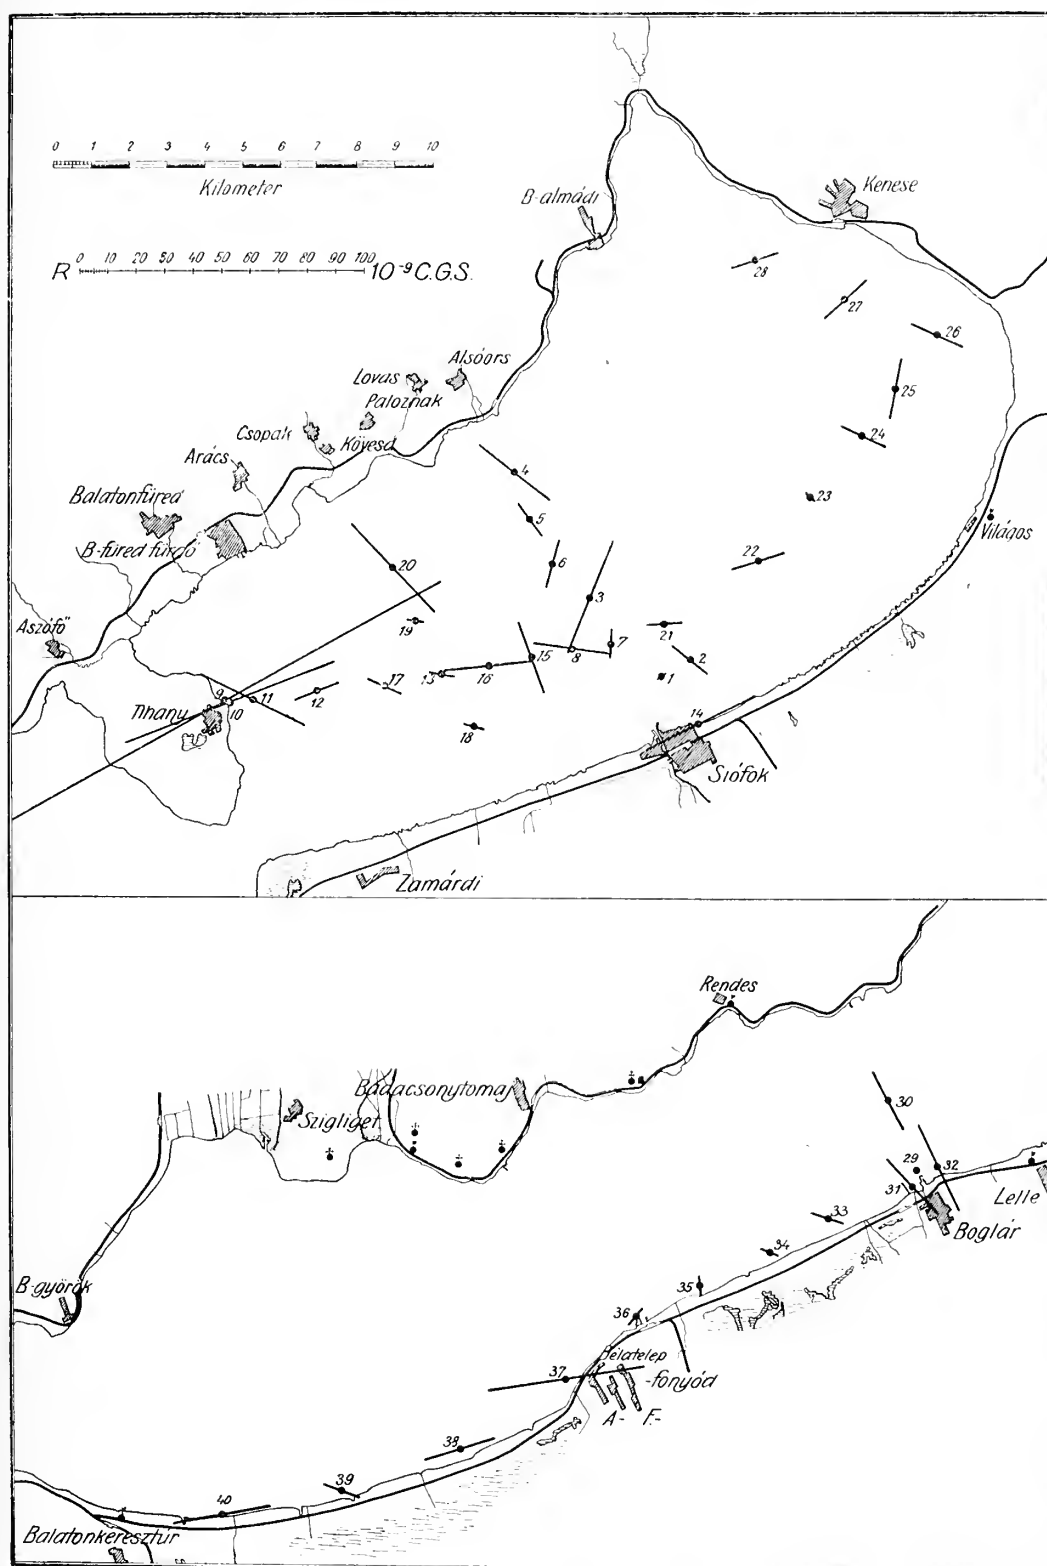 0 1 2 3 4 5 6 7 8 9 10
Kilometer
R 0 10 20 30 40 50 60 70 80 90 100 10⁻⁹ C.G.S.
B-almádi
Kenese
28
27
26
25
24
23
22
Világos
Alsóörs
Lovas
Paloznak
Csopak
Kövesd
Arács
Balatonfüred
B-füred fürdő
Aszófő
4
5
6
3
20
19
7
8
21
2
1
15
16
13
17
12
11
9
10
Tihany
18
14
Siófok
Zamárdi
Rendes
Badacsonytomaj
Szigliget
30
29
32
31
Lelle
Boglár
33
34
35
36
B-györök
Bélatelep
37
-fonyód
A- F.-
38
39
40
Balatonkeresztúr